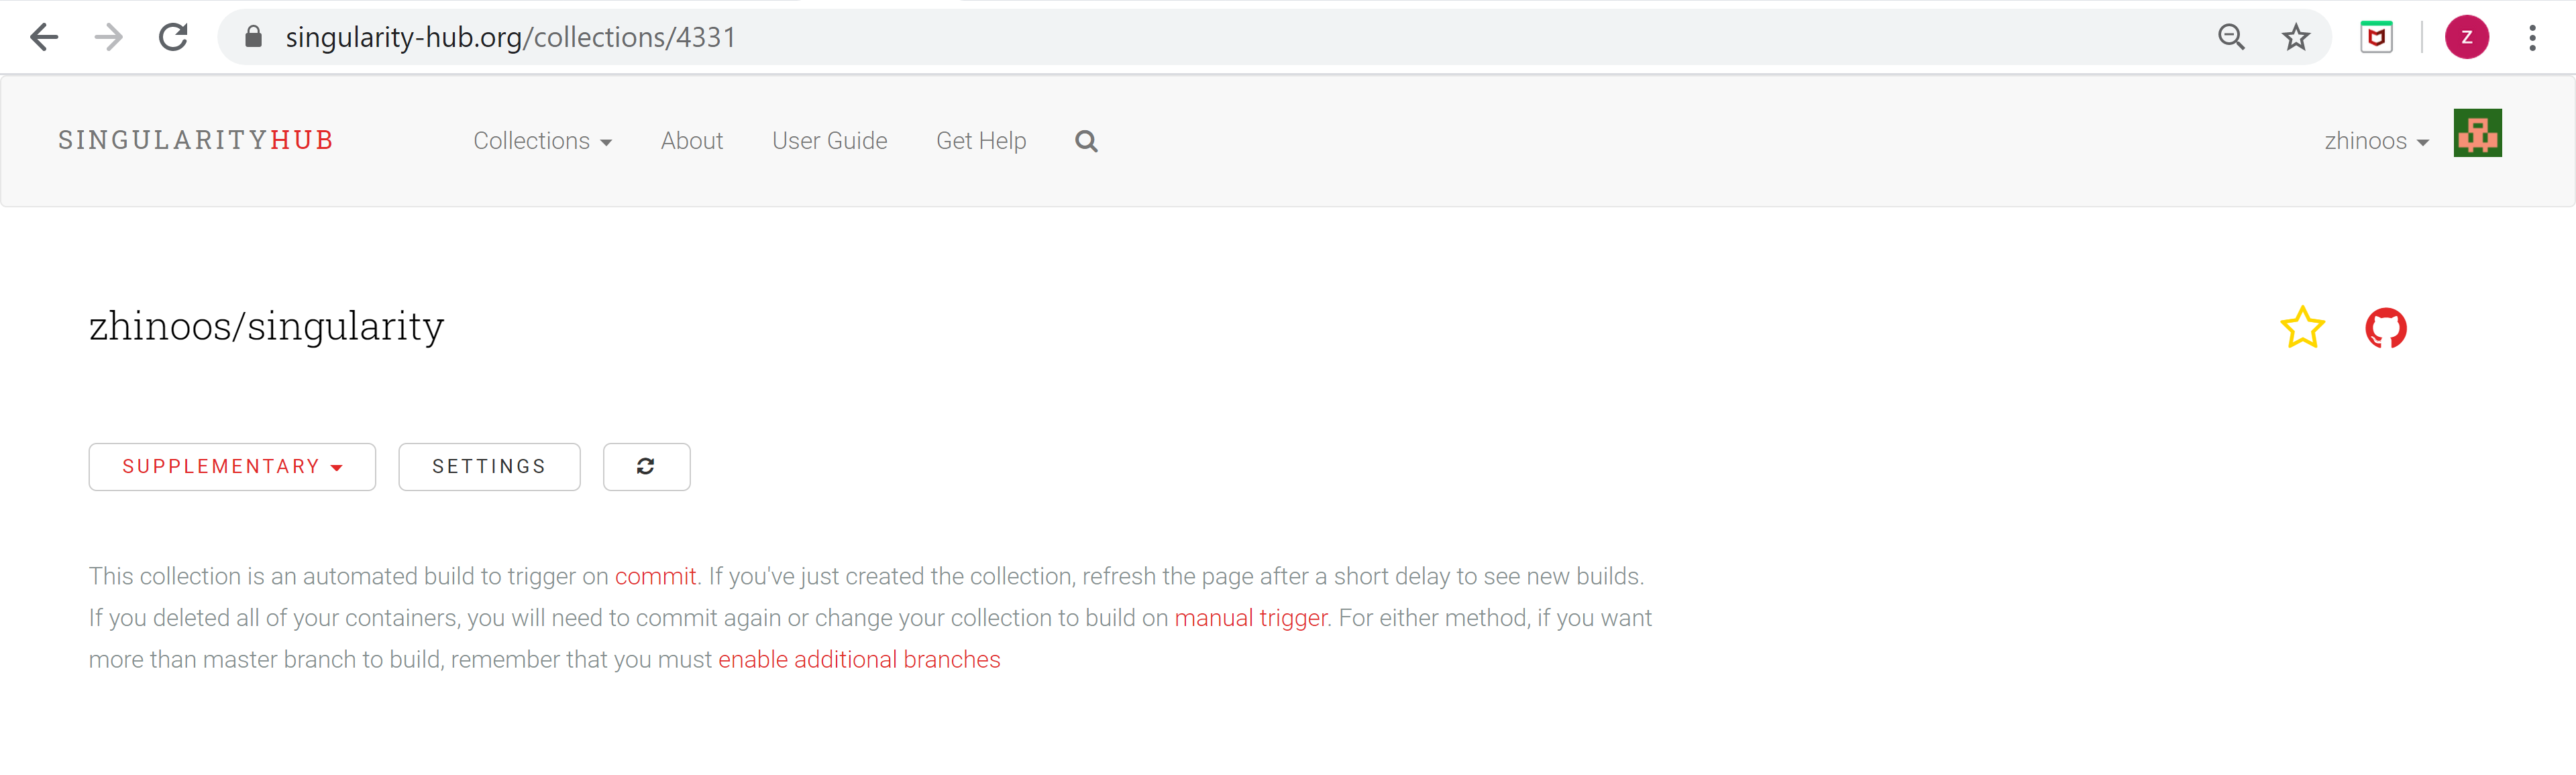 singularity-hub.org/collections/4331
z
SINGULARITYHUB
Collections
About
User Guide
Get Help
zhinoos
zhinoos/singularity
SUPPLEMENTARY
SETTINGS
This collection is an automated build to trigger on commit. If you've just created the collection, refresh the page after a short delay to see new builds.
If you deleted all of your containers, you will need to commit again or change your collection to build on manual trigger. For either method, if you want
more than master branch to build, remember that you must enable additional branches